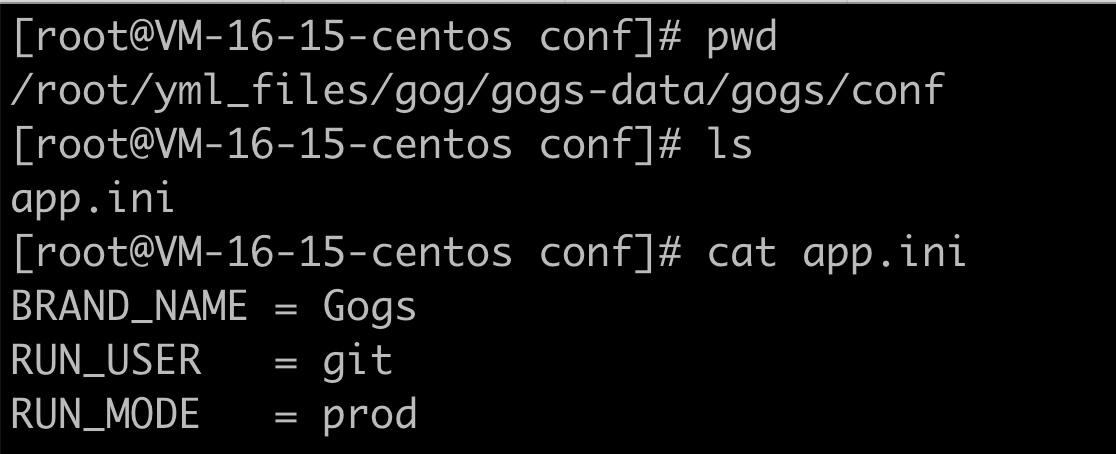 [root@VM-16-15-centos conf]# pwd
/root/yml_files/gog/gogs-data/gogs/conf
[root@VM-16-15-centos conf]# ls
app.ini
[root@VM-16-15-centos conf]# cat app.ini
BRAND_NAME = Gogs
RUN_USER   = git
RUN_MODE   = prod